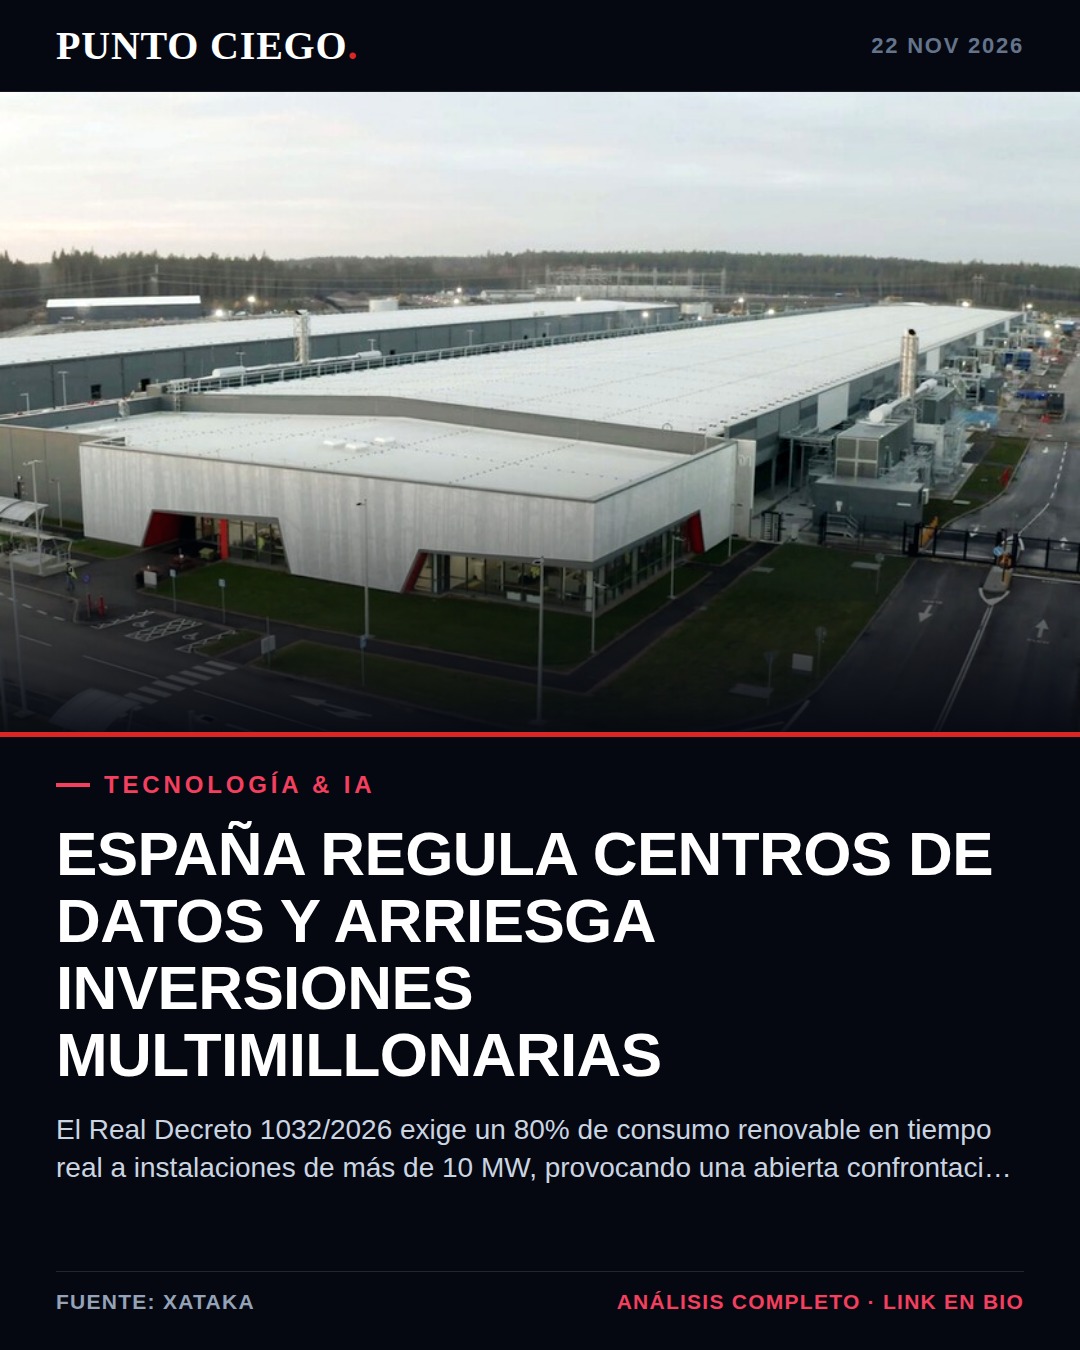 PUNTO CIEGO.
22 NOV 2026
TECNOLOGÍA & IA
ESPAÑA REGULA CENTROS DE
DATOS Y ARRIESGA
INVERSIONES
MULTIMILLONARIAS
El Real Decreto 1032/2026 exige un 80% de consumo renovable en tiempo
real a instalaciones de más de 10 MW, provocando una abierta confrontaci…
FUENTE: XATAKA
ANÁLISIS COMPLETO · LINK EN BIO